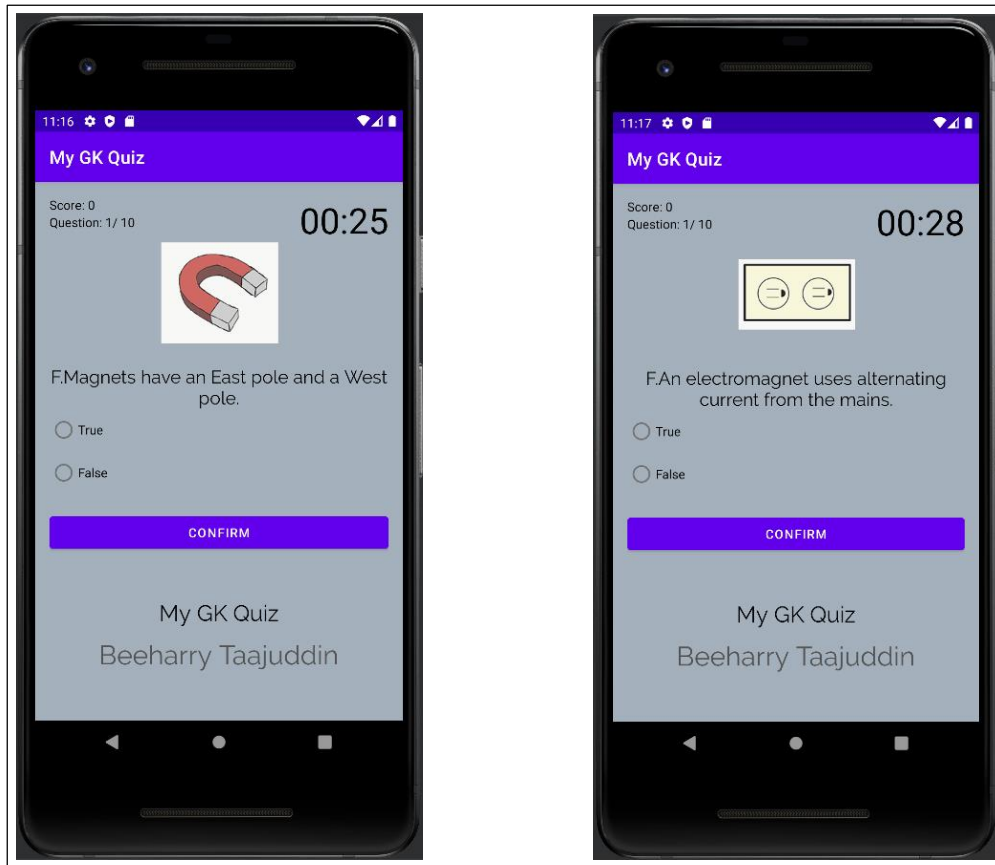 11:16
My GK Quiz
Score: 0
Question: 1/ 10
00:25
F.Magnets have an East pole and a West
pole.
True
False
CONFIRM
My GK Quiz
Beeharry Taajuddin
11:17
My GK Quiz
Score: 0
Question: 1/ 10
00:28
F.An electromagnet uses alternating
current from the mains.
True
False
CONFIRM
My GK Quiz
Beeharry Taajuddin